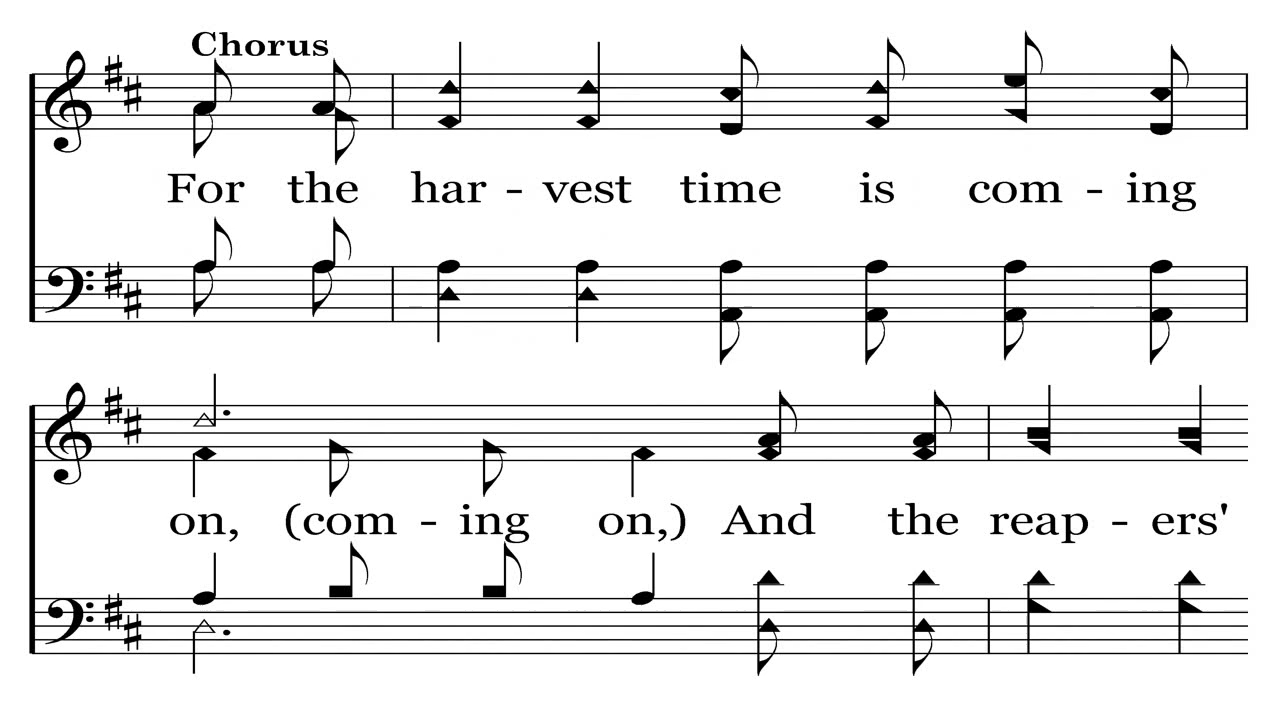 Chorus
For the har - vest time is com - ing
on, (com - ing on,) And the reap - ers'